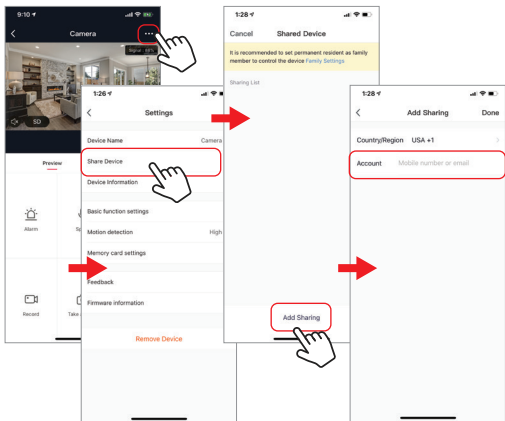 9:10
Camera
Signal : 68%
SD
Preview
Alarm
Record
1:26
Settings
Device Name Camera
Share Device
Device Information
Basic function settings
Motion detection High
Memory card settings
Feedback
Firmware information
Remove Device
1:28
Cancel Shared Device
It is recommended to set permanent resident as family
member to control the device Family Settings
Sharing List
Add Sharing
1:28
Add Sharing Done
Country/Region USA +1
Account Mobile number or email